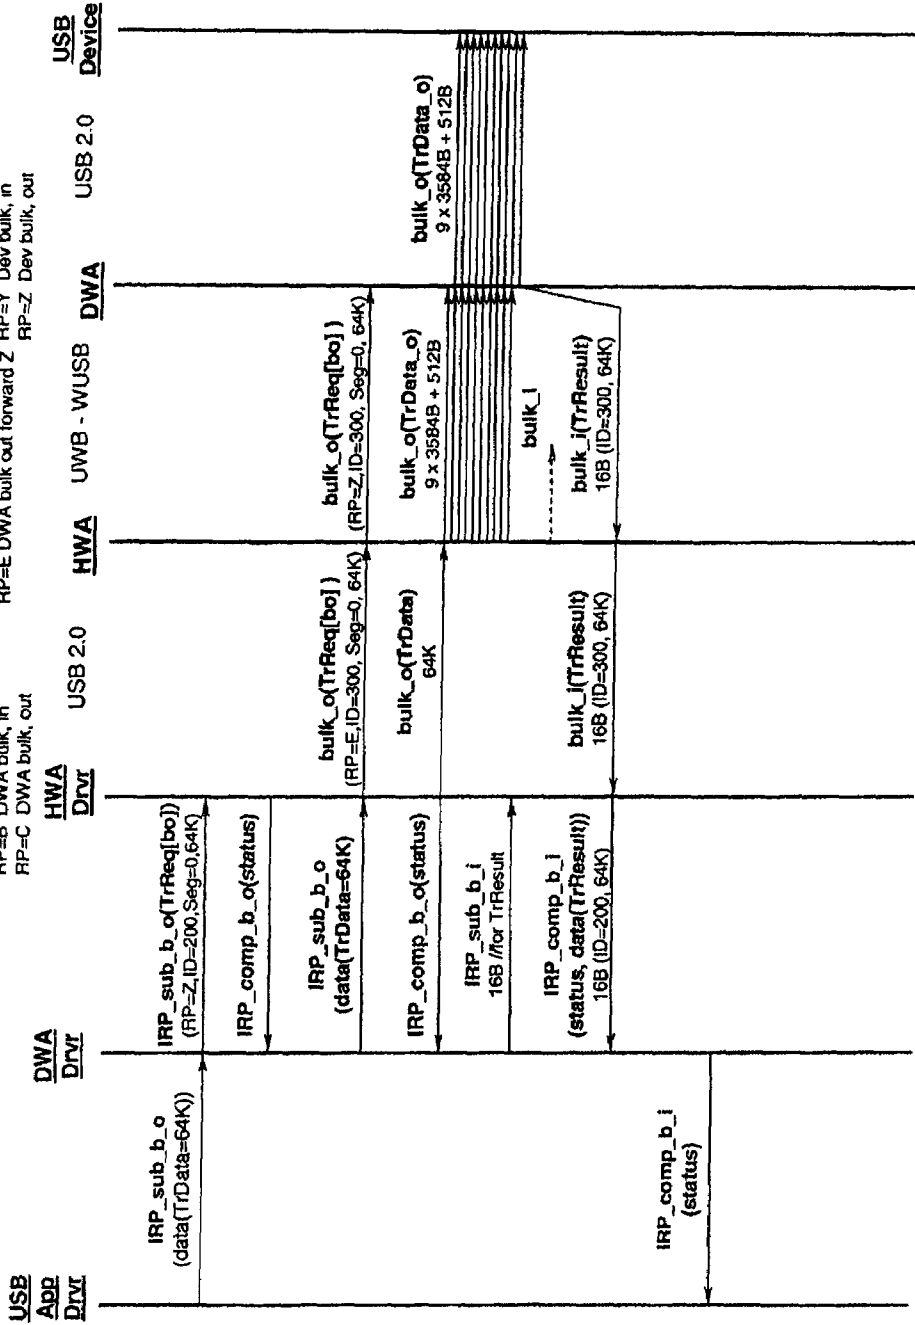 RP=B DWA bulk, in
RP=C DWA bulk, out
RP=E DWA bulk out forward Z
RP=Y Dev bulk, in
RP=Z Dev bulk, out
USB
App
Drvr
DWA
Drvr
HWA
Drvr
USB 2.0
HWA
UWB - WUSB
DWA
USB 2.0
USB
Device
IRP_sub_b_o
(data(TrData=64K))
IRP_sub_b_o(TrReq[bo])
(RP=Z,ID=200,Seg=0,64K)
IRP_comp_b_o(status)
IRP_sub_b_o
(data(TrData=64K)
bulk_o(TrReq[bo] )
(RP=E,ID=300, Seg=0, 64K)
bulk_o(TrReq[bo] )
(RP=Z,ID=300, Seg=0, 64K)
IRP_comp_b_o(status)
bulk_o(TrData)
64K
bulk_o(TrData_o)
9 x 3584B + 512B
bulk_o(TrData_o)
9 x 3584B + 512B
IRP_sub_b_i
16B //for TrResult
bulk_i
IRP_comp_b_i
(status, data(TrResult))
16B (ID=200, 64K)
bulk_i(TrResult)
16B (ID=300, 64K)
bulk_i(TrResult)
16B (ID=300, 64K)
IRP_comp_b_i
(status)